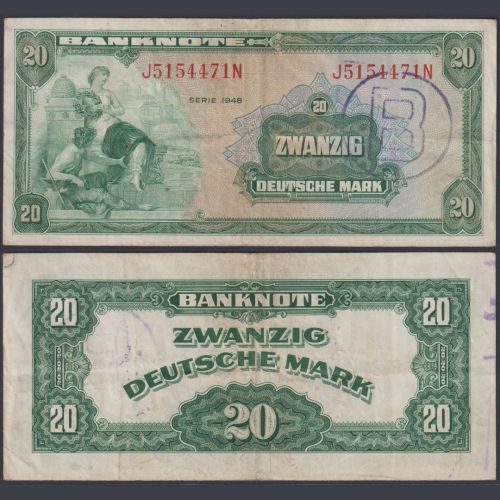 20 BANKNOTE 20
J5154471N J5154471N
SERIE 1948
20
B
ZWANZIG
DEUTSCHE MARK
20 20
BANKNOTE
20 20
ZWANZIG
DEUTSCHE MARK
20 20 20